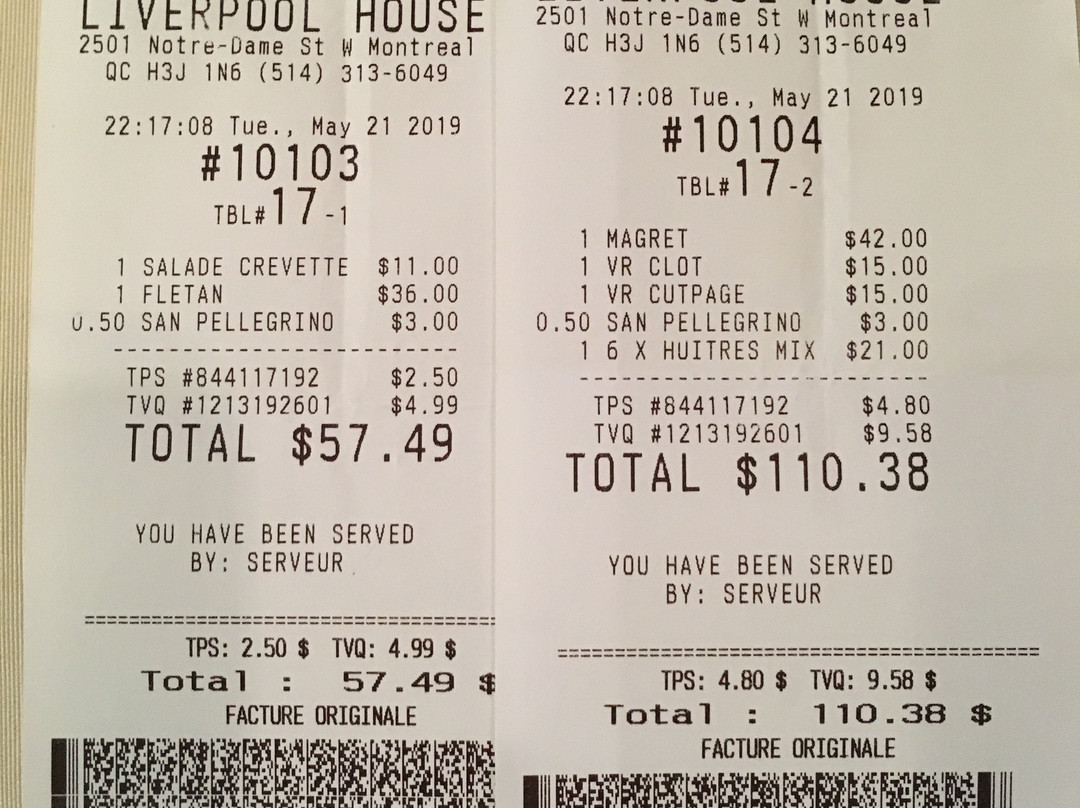 LIVERPOOL HOUSE
2501 Notre-Dame St W Montreal
QC H3J 1N6 (514) 313-6049
22:17:08 Tue., May 21 2019
#10103
TBL#17-1
1 SALADE CREVETTE $11.00
1 FLETAN $36.00
0.50 SAN PELLEGRINO $3.00
-------------------------
TPS #844117192 $2.50
TVQ #1213192601 $4.99
TOTAL $57.49
YOU HAVE BEEN SERVED
BY: SERVEUR
======================================
TPS: 2.50 $ TVQ: 4.99 $
Total : 57.49 $
FACTURE ORIGINALE
LIVERPOOL HOUSE
2501 Notre-Dame St W Montreal
QC H3J 1N6 (514) 313-6049
22:17:08 Tue., May 21 2019
#10104
TBL#17-2
1 MAGRET $42.00
1 VR CLOT $15.00
1 VR CUTPAGE $15.00
0.50 SAN PELLEGRINO $3.00
1 6 X HUITRES MIX $21.00
-------------------------
TPS #844117192 $4.80
TVQ #1213192601 $9.58
TOTAL $110.38
YOU HAVE BEEN SERVED
BY: SERVEUR
==========================================
TPS: 4.80 $ TVQ: 9.58 $
Total : 110.38 $
FACTURE ORIGINALE